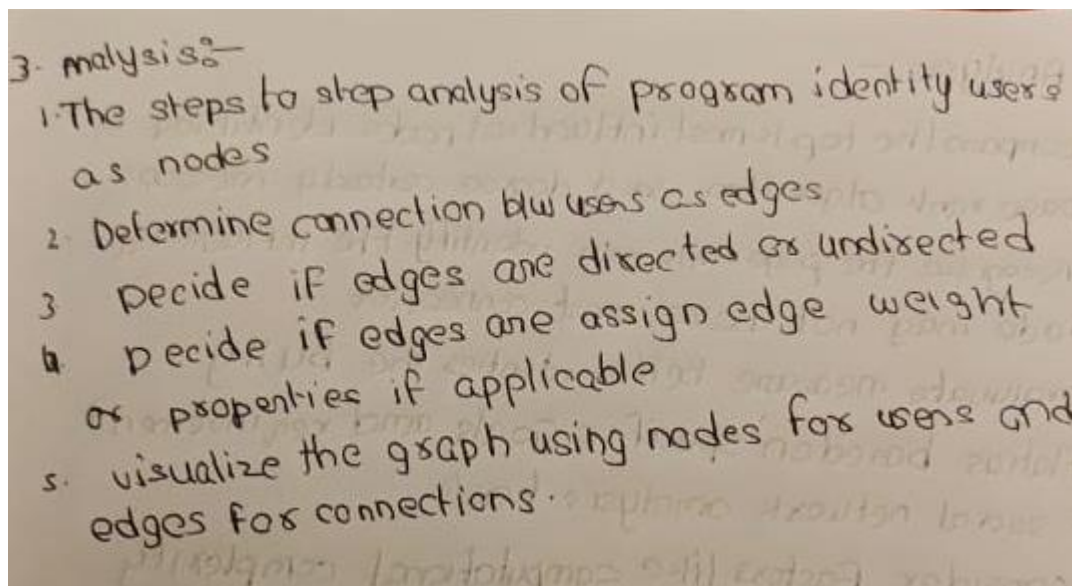 3. Analysis:-
1. The steps to step analysis of program identity users
as nodes
2. Determine connection b/w users as edges
3 Decide if edges are directed or undirected
4. Decide if edges are assign edge weight
or properties if applicable
5. visualize the graph using nodes for users and
edges for connections.